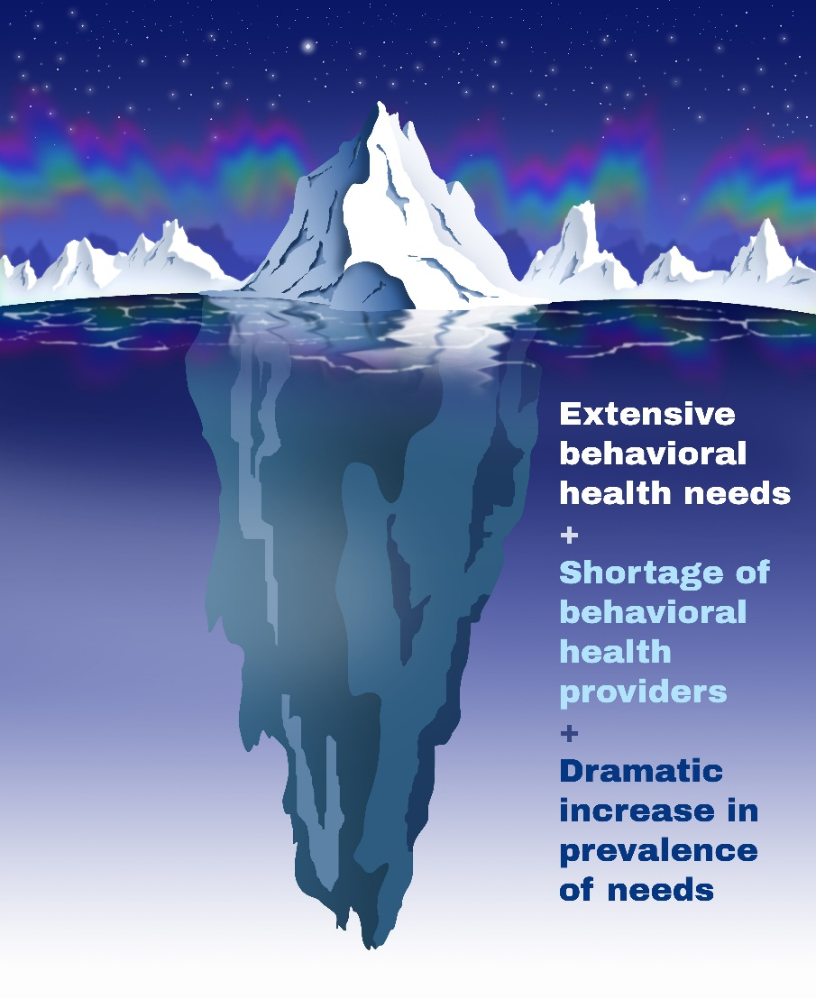 Extensive
behavioral
health needs
+
Shortage of
behavioral
health
providers
+
Dramatic
increase in
prevalence
of needs